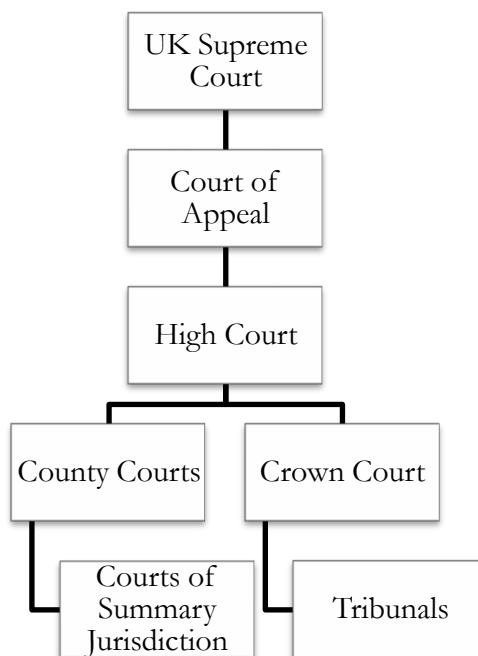 UK Supreme
Court
Court of
Appeal
High Court
County Courts
Crown Court
Courts of
Summary
Jurisdiction
Tribunals